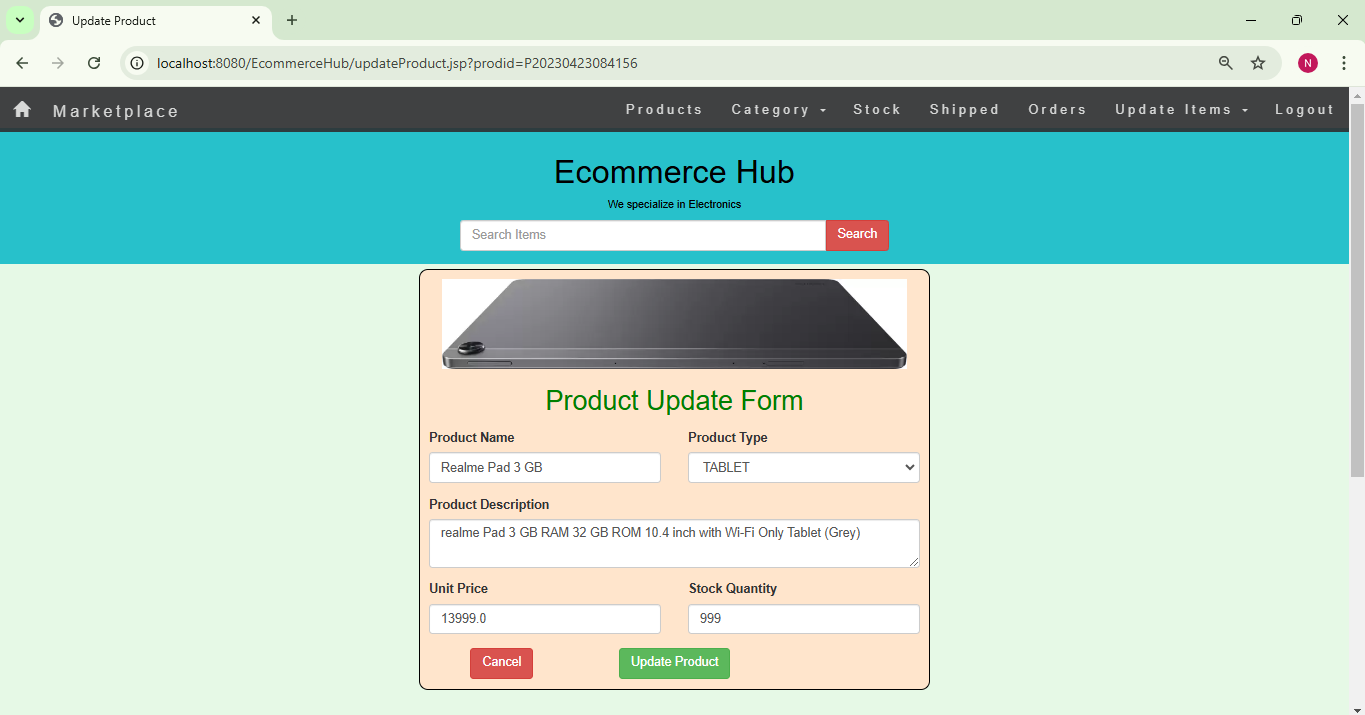 Update Product
localhost:8080/EcommerceHub/updateProduct.jsp?prodid=P20230423084156
N
Marketplace Products Category Stock Shipped Orders Update Items Logout
Ecommerce Hub
We specialize in Electronics
Search Items Search
Product Update Form
Product Name Product Type
Realme Pad 3 GB TABLET
Product Description
realme Pad 3 GB RAM 32 GB ROM 10.4 inch with Wi-Fi Only Tablet (Grey)
Unit Price Stock Quantity
13999.0 999
Cancel Update Product